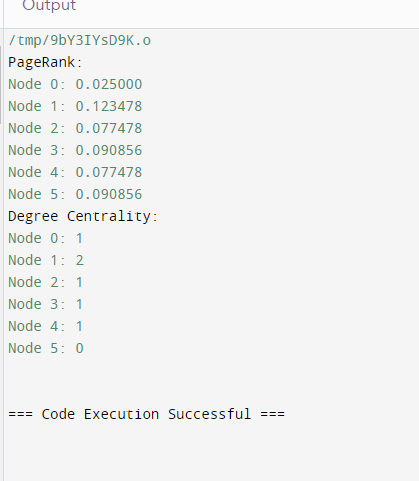 Output
/tmp/9bY3IYsD9K.o
PageRank:
Node 0: 0.025000
Node 1: 0.123478
Node 2: 0.077478
Node 3: 0.090856
Node 4: 0.077478
Node 5: 0.090856
Degree Centrality:
Node 0: 1
Node 1: 2
Node 2: 1
Node 3: 1
Node 4: 1
Node 5: 0
=== Code Execution Successful ===